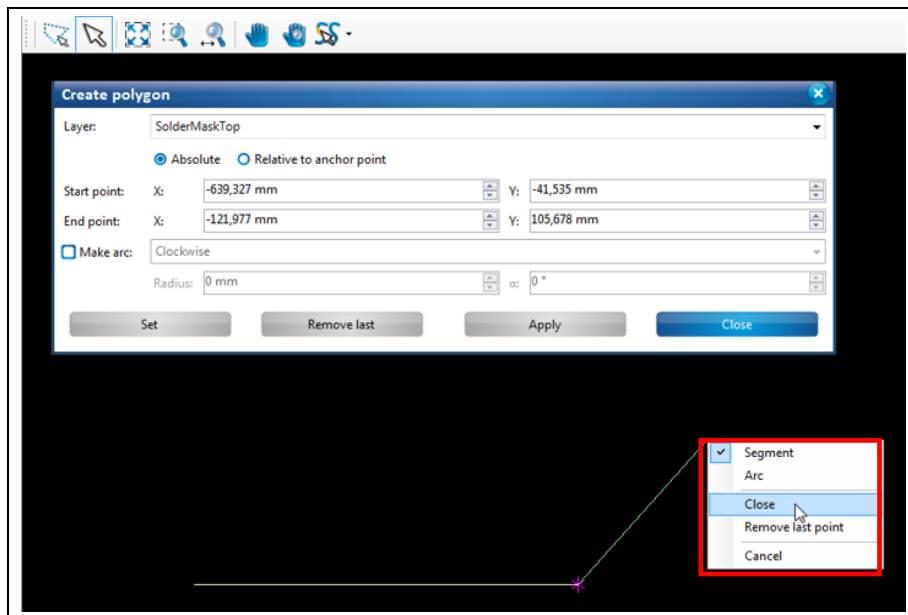 Create polygon
Layer: SolderMaskTop
Absolute Relative to anchor point
Start point: X: -639,327 mm Y: -41,535 mm
End point: X: -121,977 mm Y: 105,678 mm
Make arc: Clockwise
Radius: 0 mm α: 0 °
Set Remove last Apply Close
Segment
Arc
Close
Remove last point
Cancel